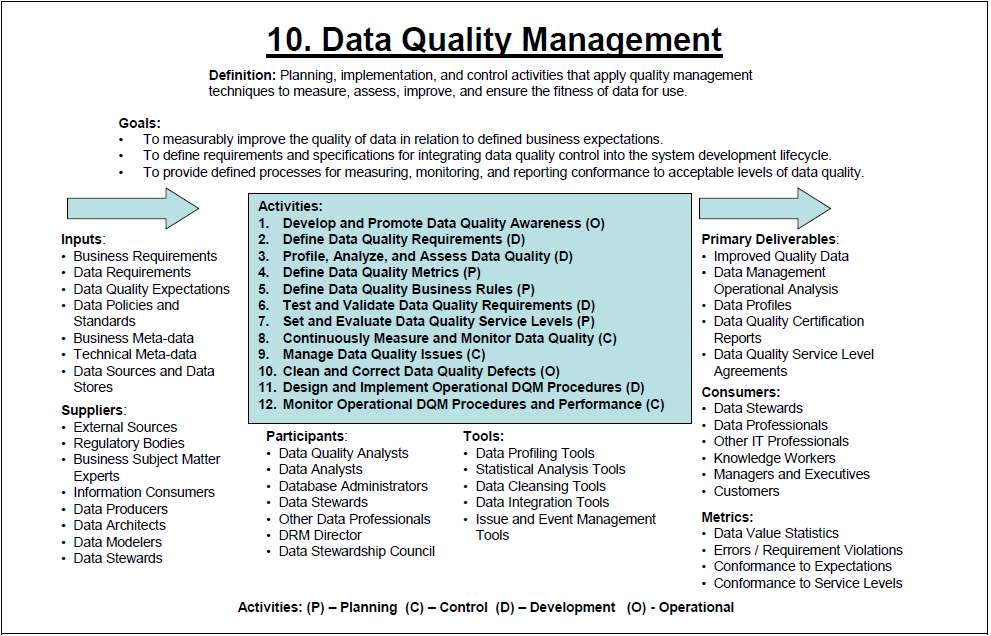 10. Data Quality Management
Definition: Planning, implementation, and control activities that apply quality management
techniques to measure, assess, improve, and ensure the fitness of data for use.
Goals:
• To measurably improve the quality of data in relation to defined business expectations.
• To define requirements and specifications for integrating data quality control into the system development lifecycle.
• To provide defined processes for measuring, monitoring, and reporting conformance to acceptable levels of data quality.
Inputs:
• Business Requirements
• Data Requirements
• Data Quality Expectations
• Data Policies and
Standards
• Business Meta-data
• Technical Meta-data
• Data Sources and Data
Stores
Suppliers:
• External Sources
• Regulatory Bodies
• Business Subject Matter
Experts
• Information Consumers
• Data Producers
• Data Architects
• Data Modelers
• Data Stewards
Activities:
1. Develop and Promote Data Quality Awareness (O)
2. Define Data Quality Requirements (D)
3. Profile, Analyze, and Assess Data Quality (D)
4. Define Data Quality Metrics (P)
5. Define Data Quality Business Rules (P)
6. Test and Validate Data Quality Requirements (D)
7. Set and Evaluate Data Quality Service Levels (P)
8. Continuously Measure and Monitor Data Quality (C)
9. Manage Data Quality Issues (C)
10. Clean and Correct Data Quality Defects (O)
11. Design and Implement Operational DQM Procedures (D)
12. Monitor Operational DQM Procedures and Performance (C)
Participants:
• Data Quality Analysts
• Data Analysts
• Database Administrators
• Data Stewards
• Other Data Professionals
• DRM Director
• Data Stewardship Council
Tools:
• Data Profiling Tools
• Statistical Analysis Tools
• Data Cleansing Tools
• Data Integration Tools
• Issue and Event Management
Tools
Primary Deliverables:
• Improved Quality Data
• Data Management
Operational Analysis
• Data Profiles
• Data Quality Certification
Reports
• Data Quality Service Level
Agreements
Consumers:
• Data Stewards
• Data Professionals
• Other IT Professionals
• Knowledge Workers
• Managers and Executives
• Customers
Metrics:
• Data Value Statistics
• Errors / Requirement Violations
• Conformance to Expectations
• Conformance to Service Levels
Activities: (P) – Planning (C) – Control (D) – Development (O) - Operational